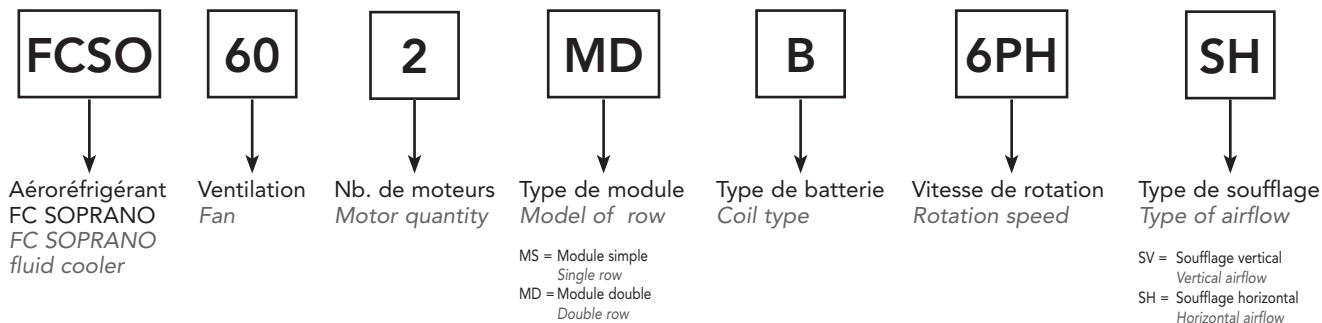 FCSO 60 2 MD B 6PH SH
Aéroréfrigérant
FC SOPRANO
FC SOPRANO
fluid cooler
Ventilation
Fan
Nb. de moteurs
Motor quantity
Type de module
Model of row
MS = Module simple
Single row
MD = Module double
Double row
Type de batterie
Coil type
Vitesse de rotation
Rotation speed
Type de soufflage
Type of airflow
SV = Soufflage vertical
Vertical airflow
SH = Soufflage horizontal
Horizontal airflow